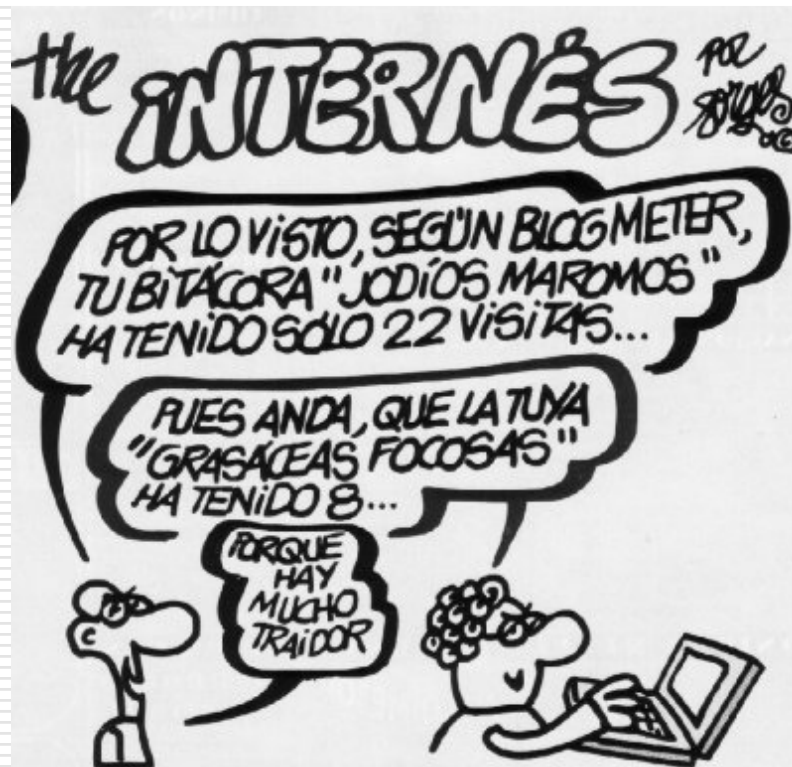 the iNTERNÉS POR Forges
POR LO ViSTO, SEGÚN BLOGMETER,
TU BiTÁCORA "JODÍOS MAROMOS"
HA TENiDO SÓLO 22 ViSiTAS...
PUES ANDA, QUE LA TUYA
"GRASÁCEAS FOCOSAS"
HA TENiDO 8...
PORQUE
HAY
MUCHO
TRAiDOR